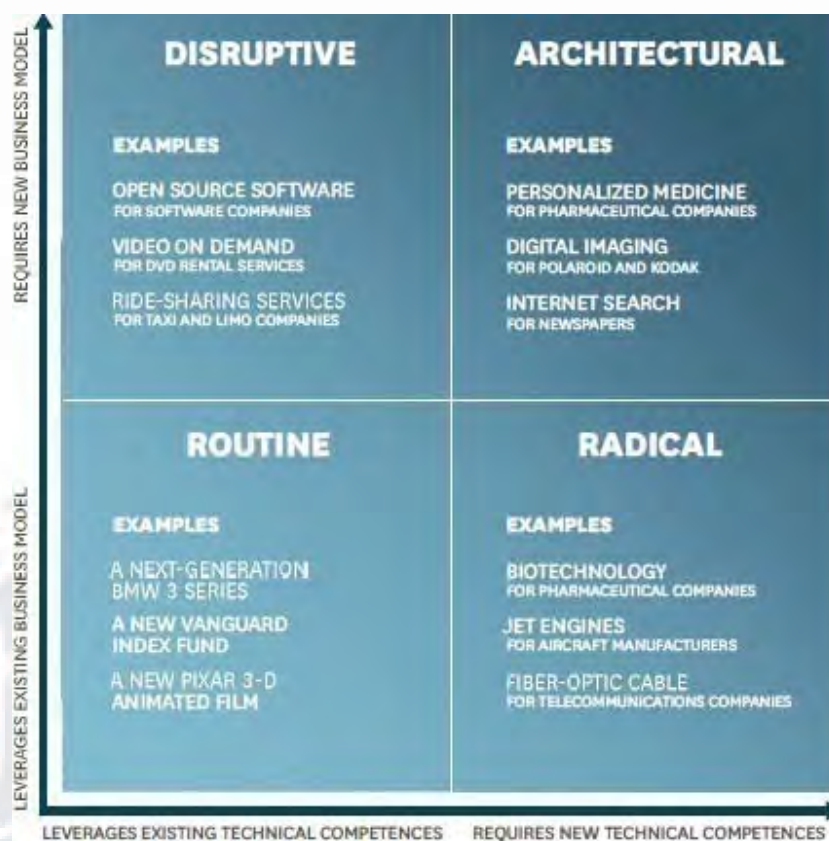 REQUIRES NEW BUSINESS MODEL
LEVERAGES EXISTING BUSINESS MODEL
DISRUPTIVE
EXAMPLES
OPEN SOURCE SOFTWARE
FOR SOFTWARE COMPANIES
VIDEO ON DEMAND
FOR DVD RENTAL SERVICES
RIDE-SHARING SERVICES
FOR TAXI AND LIMO COMPANIES
ARCHITECTURAL
EXAMPLES
PERSONALIZED MEDICINE
FOR PHARMACEUTICAL COMPANIES
DIGITAL IMAGING
FOR POLAROID AND KODAK
INTERNET SEARCH
FOR NEWSPAPERS
ROUTINE
EXAMPLES
A NEXT-GENERATION
BMW 3 SERIES
A NEW VANGUARD
INDEX FUND
A NEW PIXAR 3-D
ANIMATED FILM
RADICAL
EXAMPLES
BIOTECHNOLOGY
FOR PHARMACEUTICAL COMPANIES
JET ENGINES
FOR AIRCRAFT MANUFACTURERS
FIBER-OPTIC CABLE
FOR TELECOMMUNICATIONS COMPANIES
LEVERAGES EXISTING TECHNICAL COMPETENCES
REQUIRES NEW TECHNICAL COMPETENCES